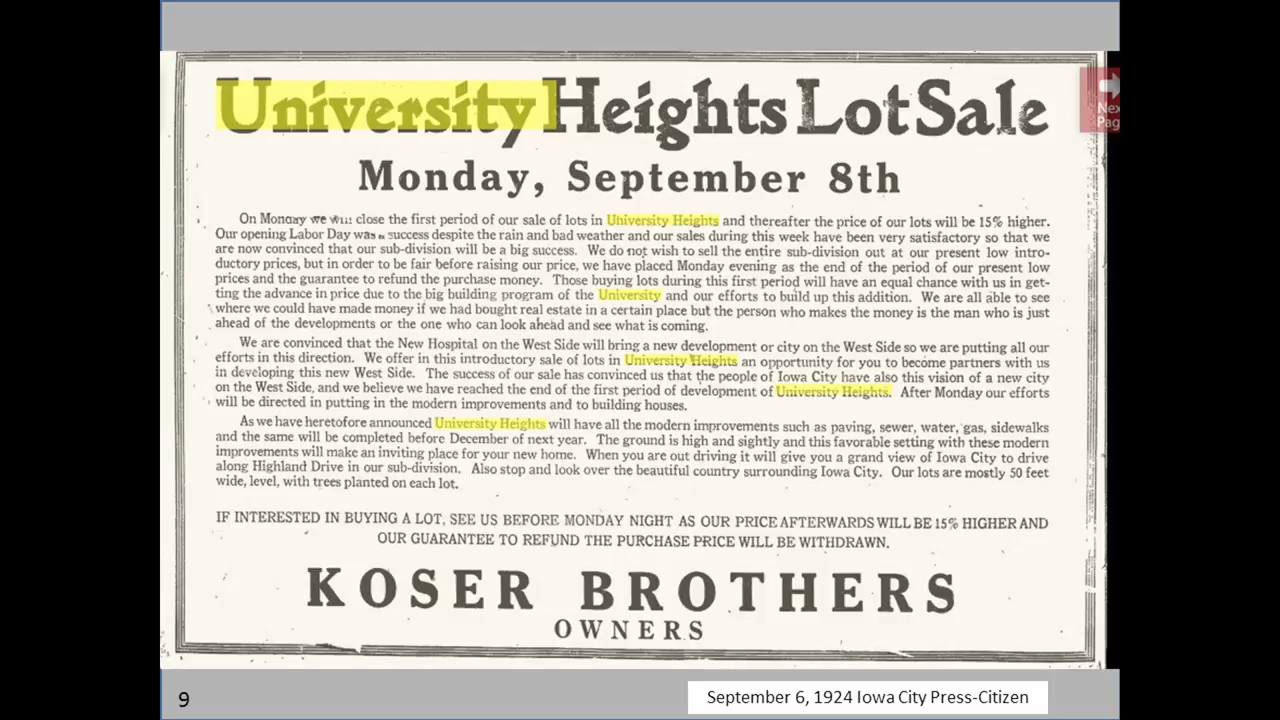 University Heights Lot Sale
Monday, September 8th
On Monday we will close the first period of our sale of lots in University Heights and thereafter the price of our lots will be 15% higher.
Our opening Labor Day was a success despite the rain and bad weather and our sales during this week have been very satisfactory so that we
are now convinced that our sub-division will be a big success. We do not wish to sell the entire sub-division out at our present low intro-
ductory prices, but in order to be fair before raising our price, we have placed Monday evening as the end of the period of our present low
prices and the guarantee to refund the purchase money. Those buying lots during this first period will have an equal chance with us in get-
ting the advance in price due to the big building program of the University and our efforts to build up this addition. We are all able to see
where we could have made money if we had bought real estate in a certain place but the person who makes the money is the man who is just
ahead of the developments or the one who can look ahead and see what is coming.
We are convinced that the New Hospital on the West Side will bring a new development or city on the West Side so we are putting all our
efforts in this direction. We offer in this introductory sale of lots in University Heights an opportunity for you to become partners with us
in developing this new West Side. The success of our sale has convinced us that the people of Iowa City have also this vision of a new city
on the West Side, and we believe we have reached the end of the first period of development of University Heights. After Monday our efforts
will be directed in putting in the modern improvements and to building houses.
As we have heretofore announced University Heights will have all the modern improvements such as paving, sewer, water, gas, sidewalks
and the same will be completed before December of next year. The ground is high and sightly and this favorable setting with these modern
improvements will make an inviting place for your new home. When you are out driving it will give you a grand view of Iowa City to drive
along Highland Drive in our sub-division. Also stop and look over the beautiful country surrounding Iowa City. Our lots are mostly 50 feet
wide, level, with trees planted on each lot.
IF INTERESTED IN BUYING A LOT, SEE US BEFORE MONDAY NIGHT AS OUR PRICE AFTERWARDS WILL BE 15% HIGHER AND
OUR GUARANTEE TO REFUND THE PURCHASE PRICE WILL BE WITHDRAWN.
KOSER BROTHERS
OWNERS
Nex
Pag
9
September 6, 1924 Iowa City Press-Citizen